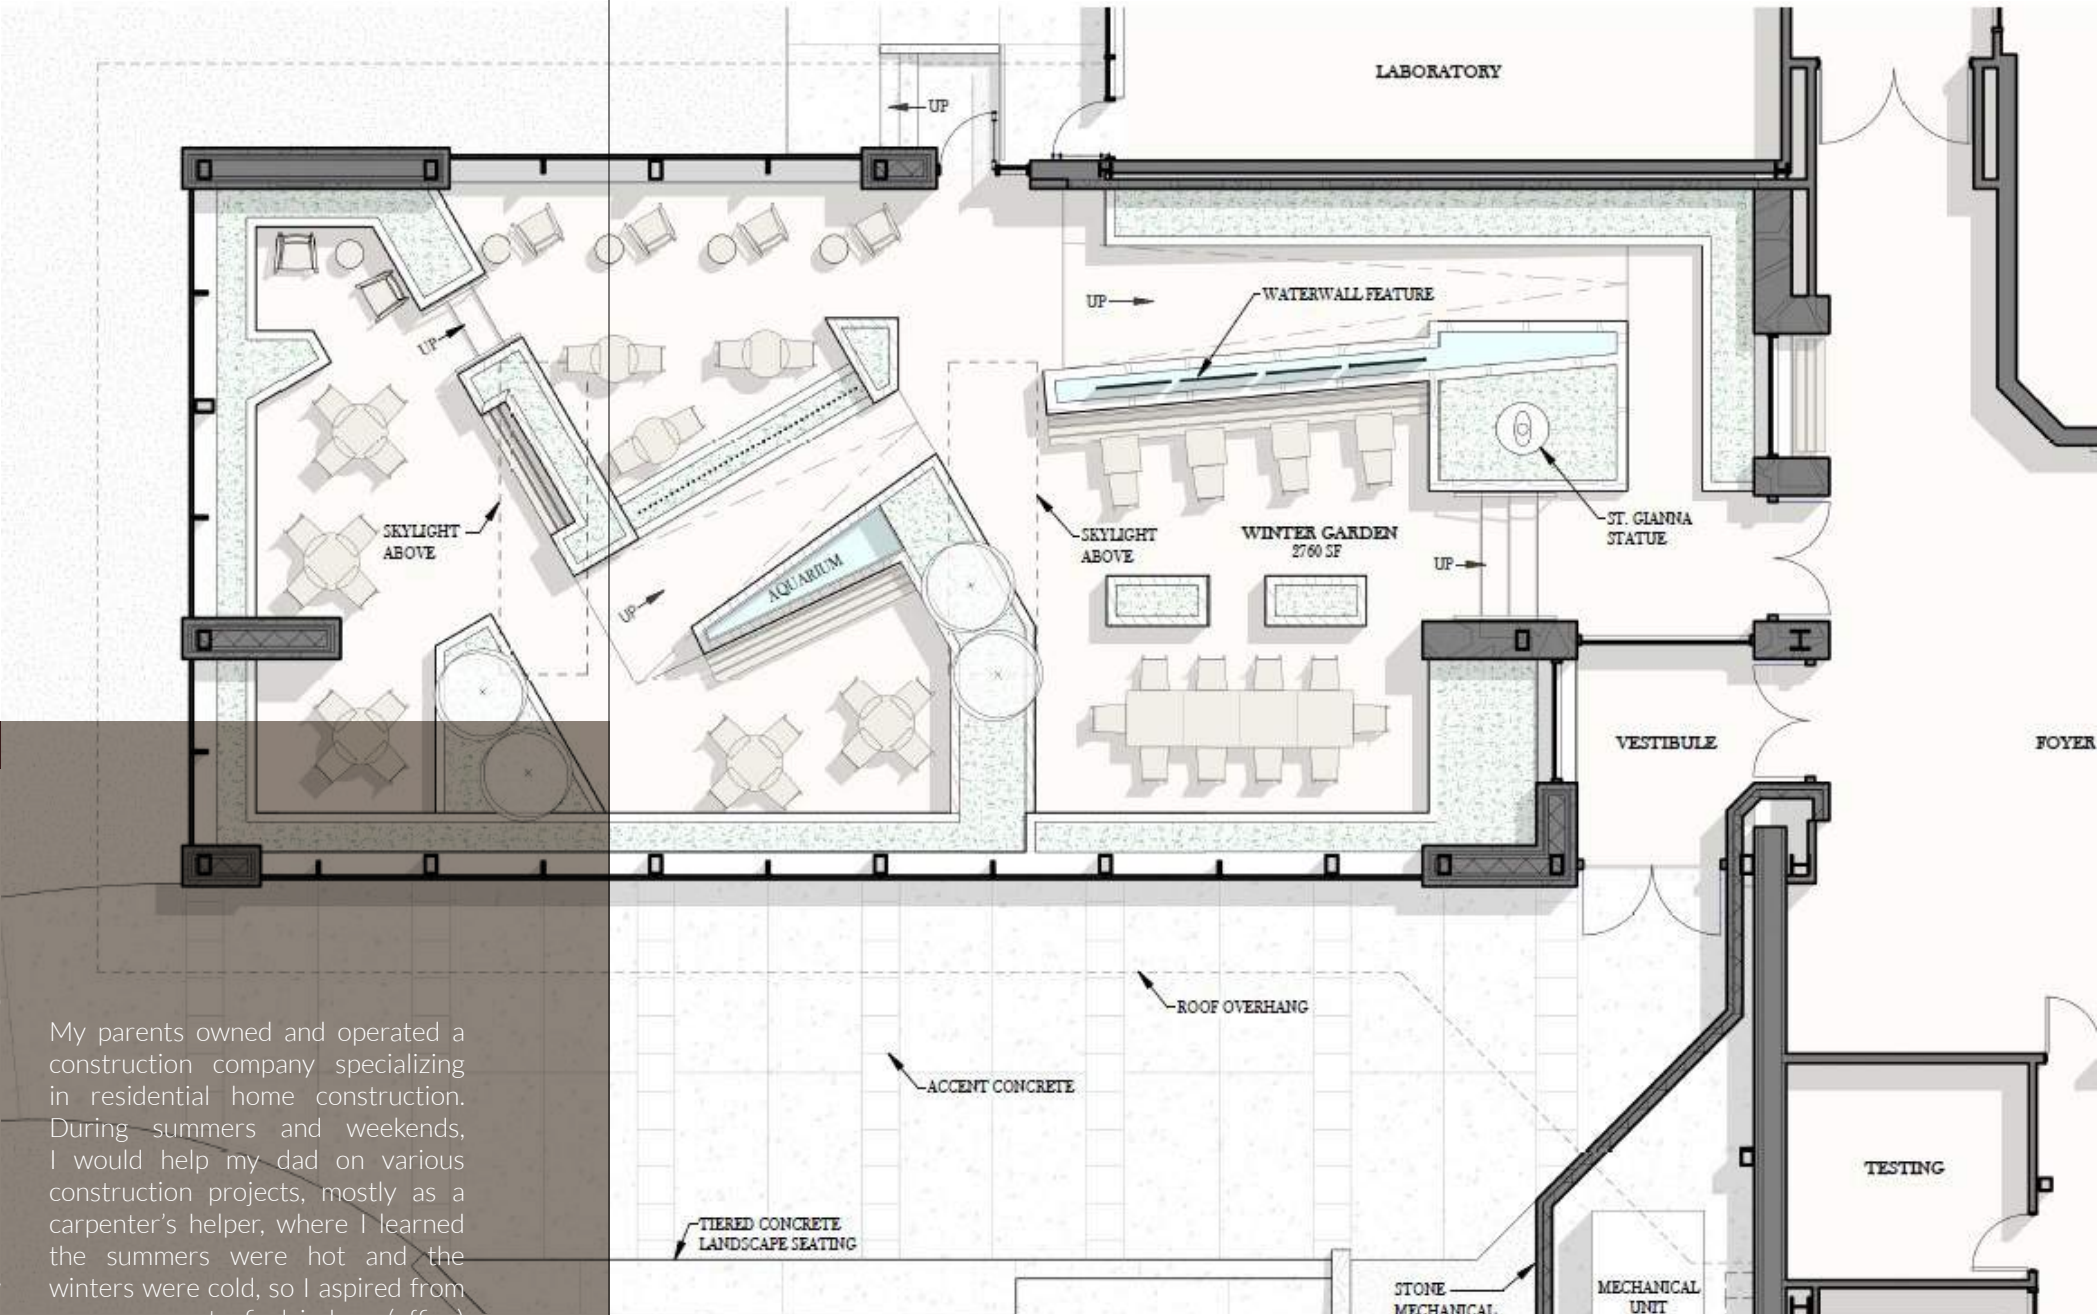 LABORATORY
UP
UP
WATERWALL FEATURE
UP
SKYLIGHT
ABOVE
SKYLIGHT
ABOVE
WINTER GARDEN
2760 SF
ST. GIANNA
STATUE
UP
AQUARIUM
UP
VESTIBULE
FOYER
ROOF OVERHANG
ACCENT CONCRETE
TESTING
TIERED CONCRETE
LANDSCAPE SEATING
STONE
MECHANICAL
MECHANICAL
UNIT
My parents owned and operated a
construction company specializing
in residential home construction.
During summers and weekends,
I would help my dad on various
construction projects, mostly as a
carpenter's helper, where I learned
the summers were hot and the
winters were cold, so I aspired from